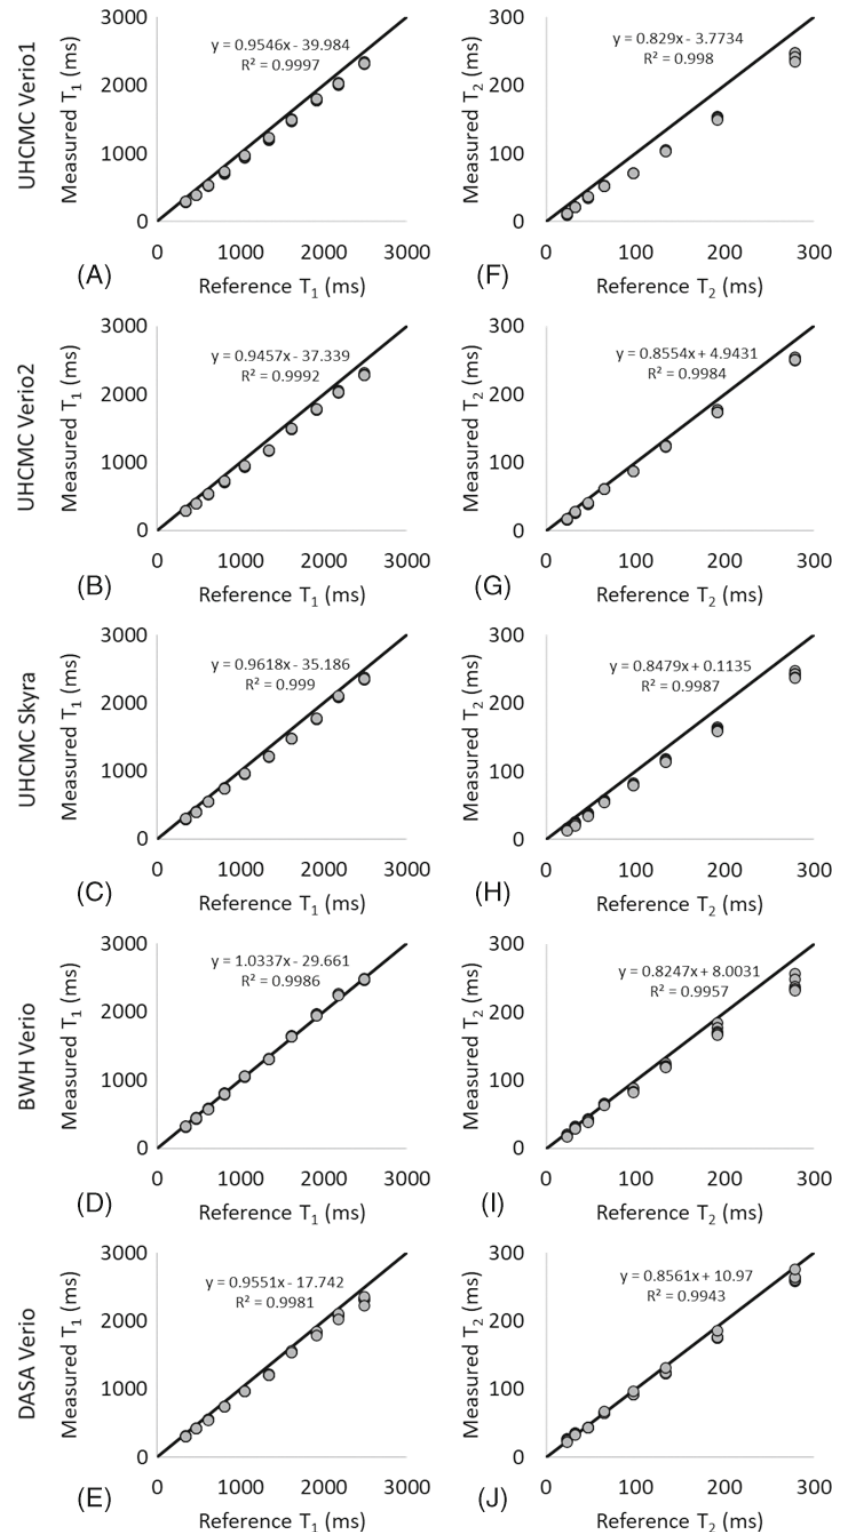 UHCMC Verio1
Measured T1 (ms)
3000
2000
1000
0
y = 0.9546x - 39.984
R² = 0.9997
0 1000 2000 3000
(A) Reference T1 (ms)
Measured T2 (ms)
300
200
100
0
y = 0.829x - 3.7734
R² = 0.998
0 100 200 300
(F) Reference T2 (ms)
UHCMC Verio2
Measured T1 (ms)
3000
2000
1000
0
y = 0.9457x - 37.339
R² = 0.9992
0 1000 2000 3000
(B) Reference T1 (ms)
Measured T2 (ms)
300
200
100
0
y = 0.8554x + 4.9431
R² = 0.9984
0 100 200 300
(G) Reference T2 (ms)
UHCMC Skyra
Measured T1 (ms)
3000
2000
1000
0
y = 0.9618x - 35.186
R² = 0.999
0 1000 2000 3000
(C) Reference T1 (ms)
Measured T2 (ms)
300
200
100
0
y = 0.8479x + 0.1135
R² = 0.9987
0 100 200 300
(H) Reference T2 (ms)
BWH Verio
Measured T1 (ms)
3000
2000
1000
0
y = 1.0337x - 29.661
R² = 0.9986
0 1000 2000 3000
(D) Reference T1 (ms)
Measured T2 (ms)
300
200
100
0
y = 0.8247x + 8.0031
R² = 0.9957
0 100 200 300
(I) Reference T2 (ms)
DASA Verio
Measured T1 (ms)
3000
2000
1000
0
y = 0.9551x - 17.742
R² = 0.9981
0 1000 2000 3000
(E) Reference T1 (ms)
Measured T2 (ms)
300
200
100
0
y = 0.8561x + 10.97
R² = 0.9943
0 100 200 300
(J) Reference T2 (ms)